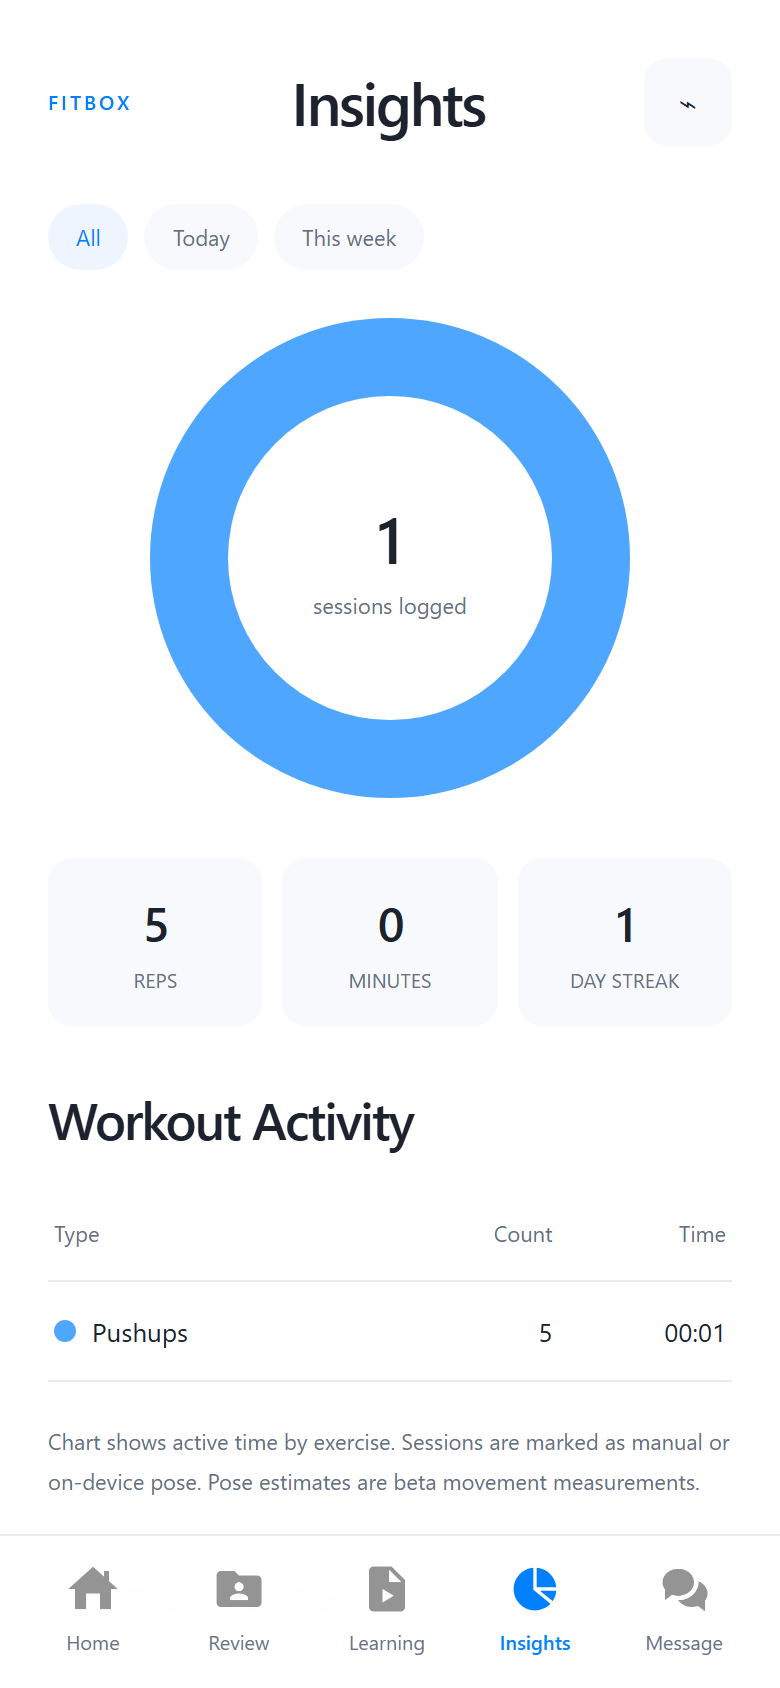 FITBOX
Insights
All
Today
This week
1
sessions logged
5
REPS
0
MINUTES
1
DAY STREAK
Workout Activity
Type
Count
Time
Pushups
5
00:01
Chart shows active time by exercise. Sessions are marked as manual or
on-device pose. Pose estimates are beta movement measurements.
Home
Review
Learning
Insights
Message